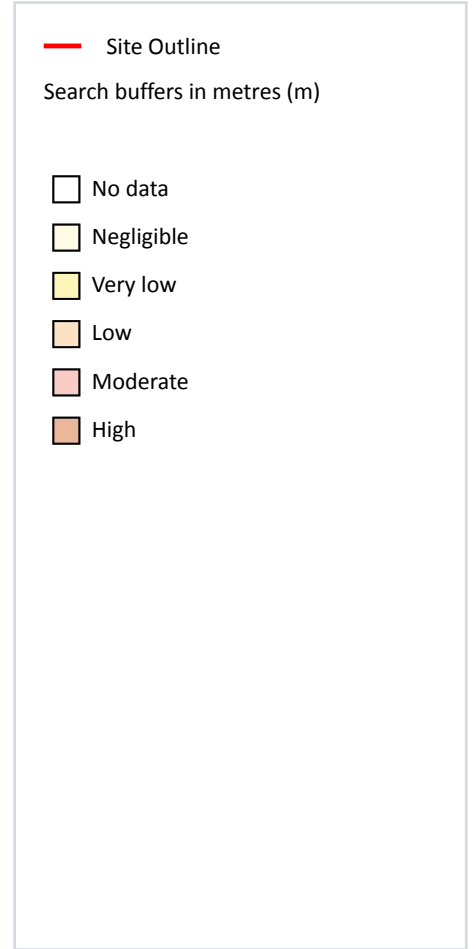 Site Outline
Search buffers in metres (m)
No data
Negligible
Very low
Low
Moderate
High